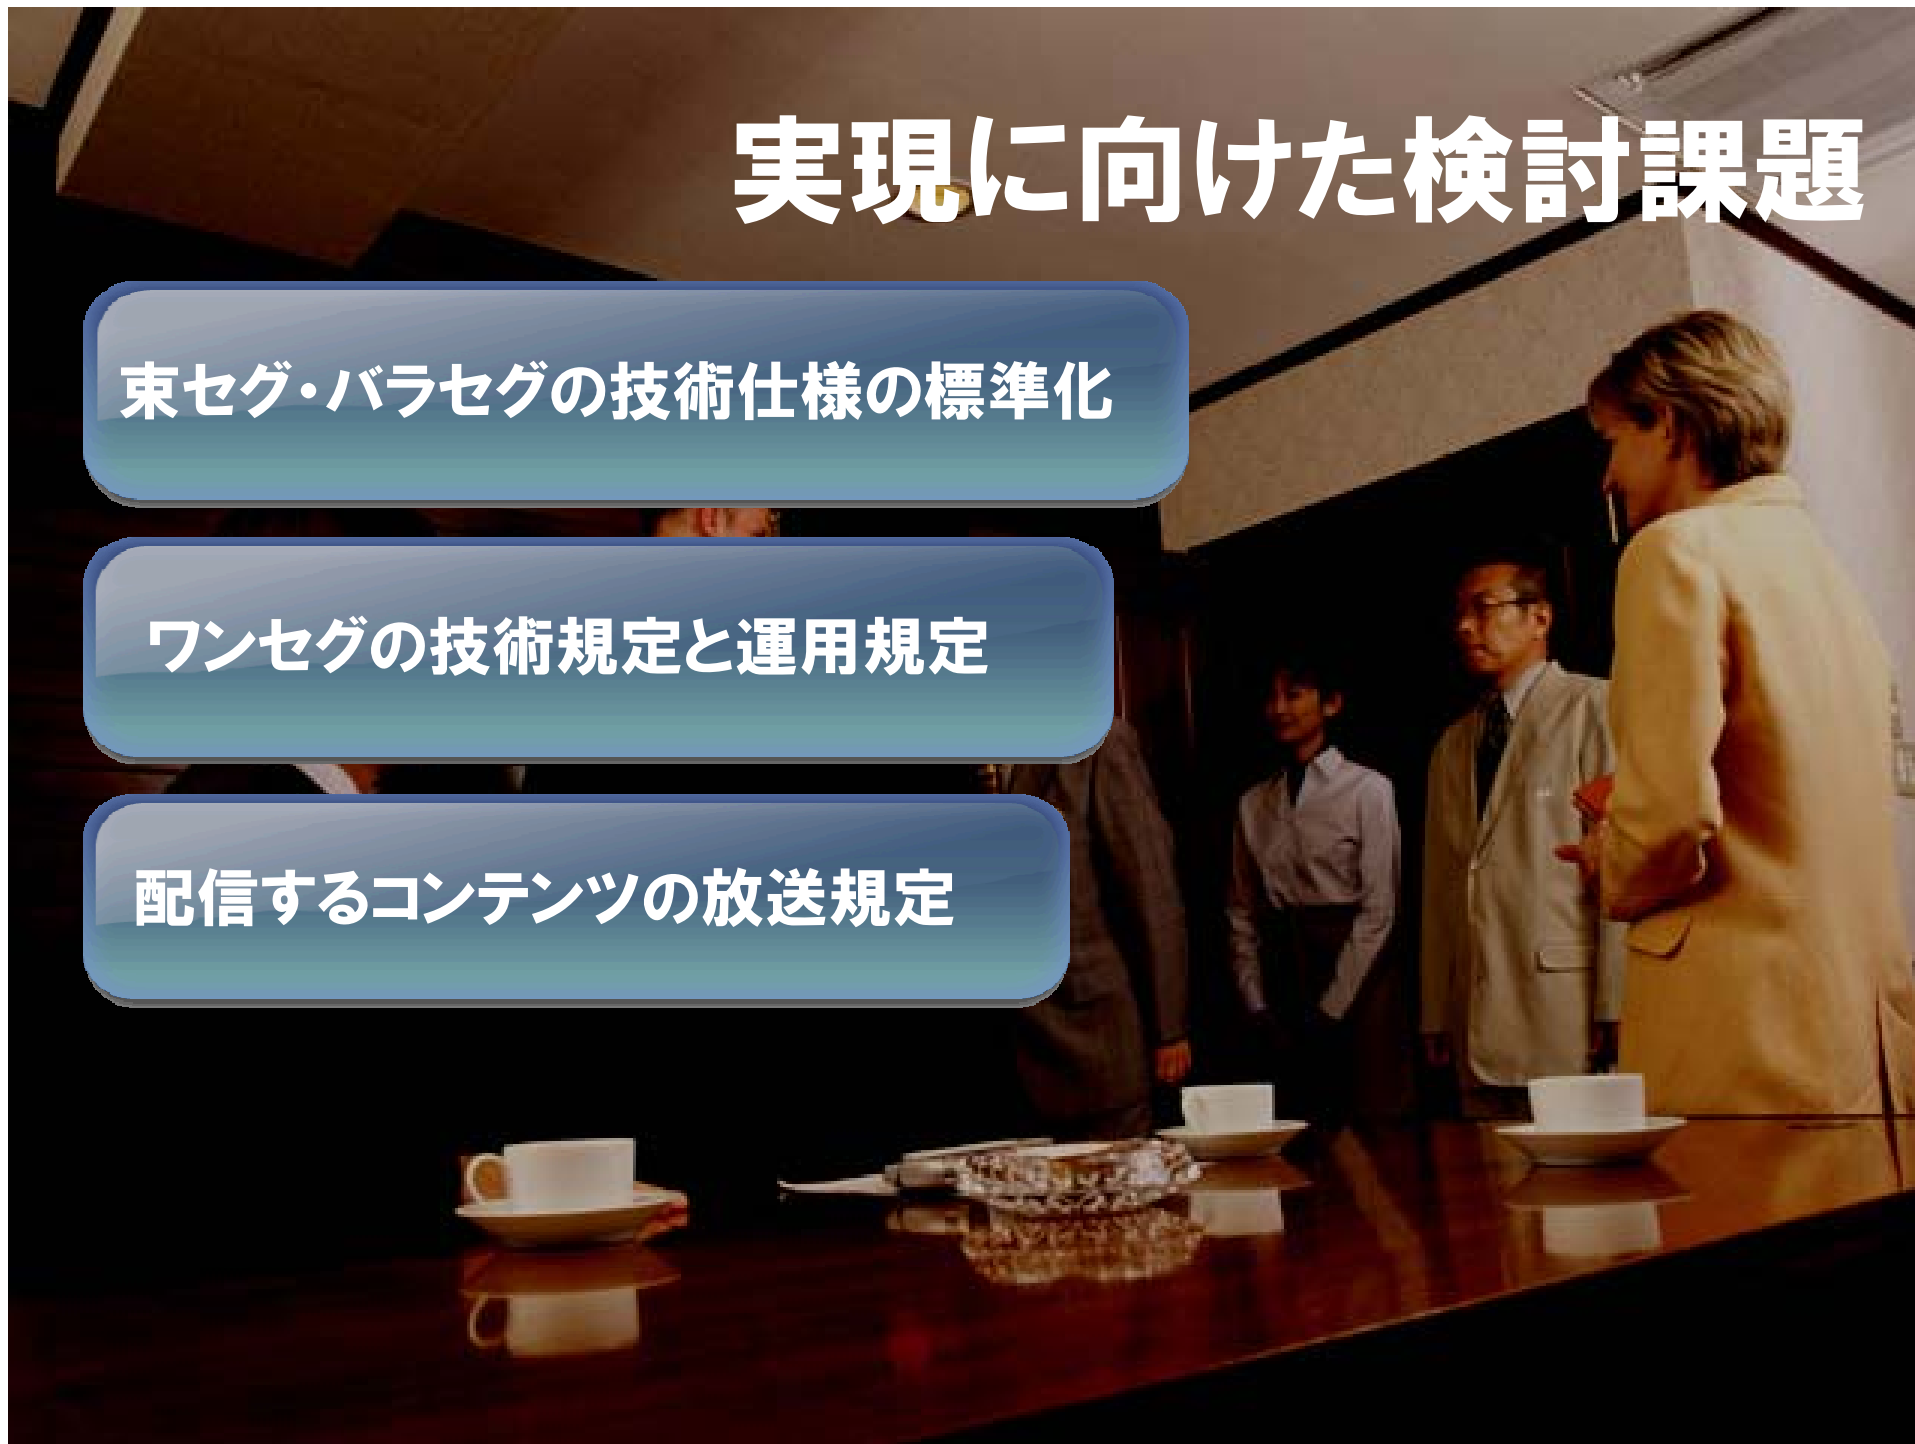 実現に向けた検討課題
束セグ・バラセグの技術仕様の標準化
ワンセグの技術規定と運用規定
配信するコンテンツの放送規定